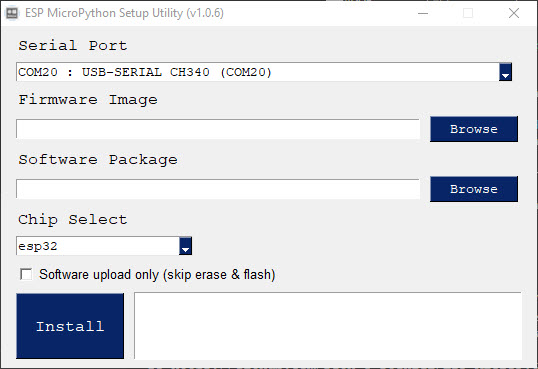 ESP MicroPython Setup Utility (v1.0.6)
Serial Port
COM20 : USB-SERIAL CH340 (COM20)
Firmware Image
Browse
Software Package
Browse
Chip Select
esp32
Software upload only (skip erase & flash)
Install